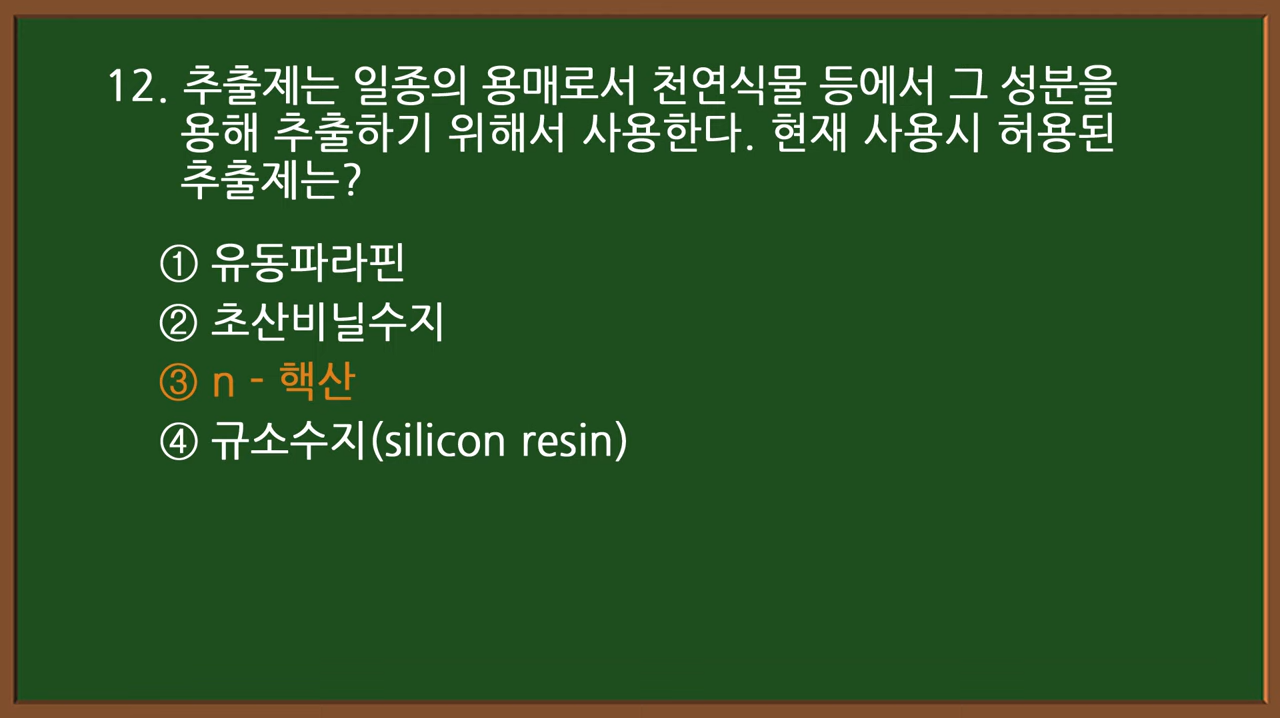 12. 추출제는 일종의 용매로서 천연식물 등에서 그 성분을
용해 추출하기 위해서 사용한다. 현재 사용시 허용된
추출제는?
① 유동파라핀
② 초산비닐수지
③ n - 핵산
④ 규소수지(silicon resin)